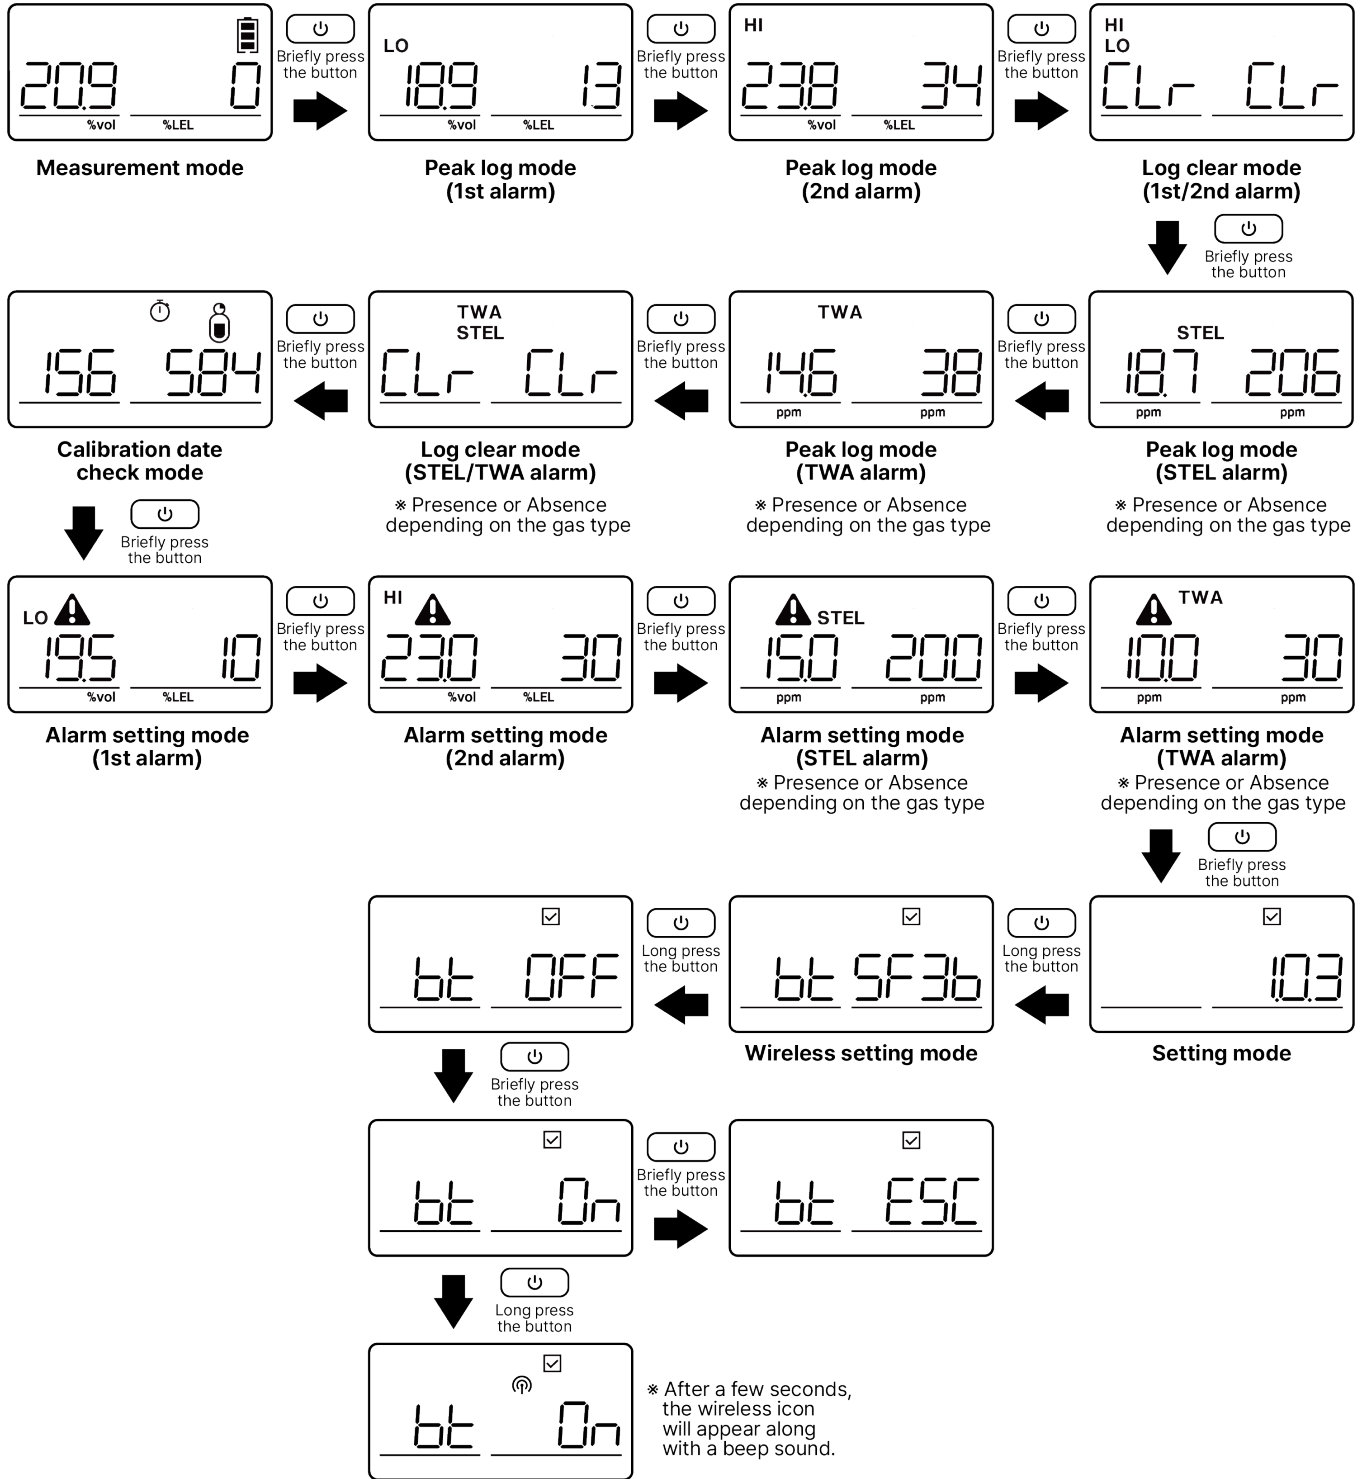 20.9 0
%vol %LEL
Measurement mode
Briefly press
the button
LO
18.9 13
%vol %LEL
Peak log mode
(1st alarm)
Briefly press
the button
HI
23.8 34
%vol %LEL
Peak log mode
(2nd alarm)
Briefly press
the button
HI
LO
CLr CLr
Log clear mode
(1st/2nd alarm)
Briefly press
the button
STEL
18.7 206
ppm ppm
Peak log mode
(STEL alarm)
※ Presence or Absence
depending on the gas type
Briefly press
the button
TWA
14.6 38
ppm ppm
Peak log mode
(TWA alarm)
※ Presence or Absence
depending on the gas type
Briefly press
the button
TWA
STEL
CLr CLr
Log clear mode
(STEL/TWA alarm)
※ Presence or Absence
depending on the gas type
Briefly press
the button
156 584
Calibration date
check mode
Briefly press
the button
LO
19.5 10
%vol %LEL
Alarm setting mode
(1st alarm)
Briefly press
the button
HI
23.0 30
%vol %LEL
Alarm setting mode
(2nd alarm)
Briefly press
the button
STEL
15.0 200
ppm ppm
Alarm setting mode
(STEL alarm)
※ Presence or Absence
depending on the gas type
Briefly press
the button
TWA
10.0 30
ppm ppm
Alarm setting mode
(TWA alarm)
※ Presence or Absence
depending on the gas type
Briefly press
the button
1.0.3
Setting mode
Long press
the button
bt SF3b
Wireless setting mode
Long press
the button
bt OFF
Briefly press
the button
bt On
Briefly press
the button
bt ESC
Long press
the button
bt On
※ After a few seconds,
the wireless icon
will appear along
with a beep sound.